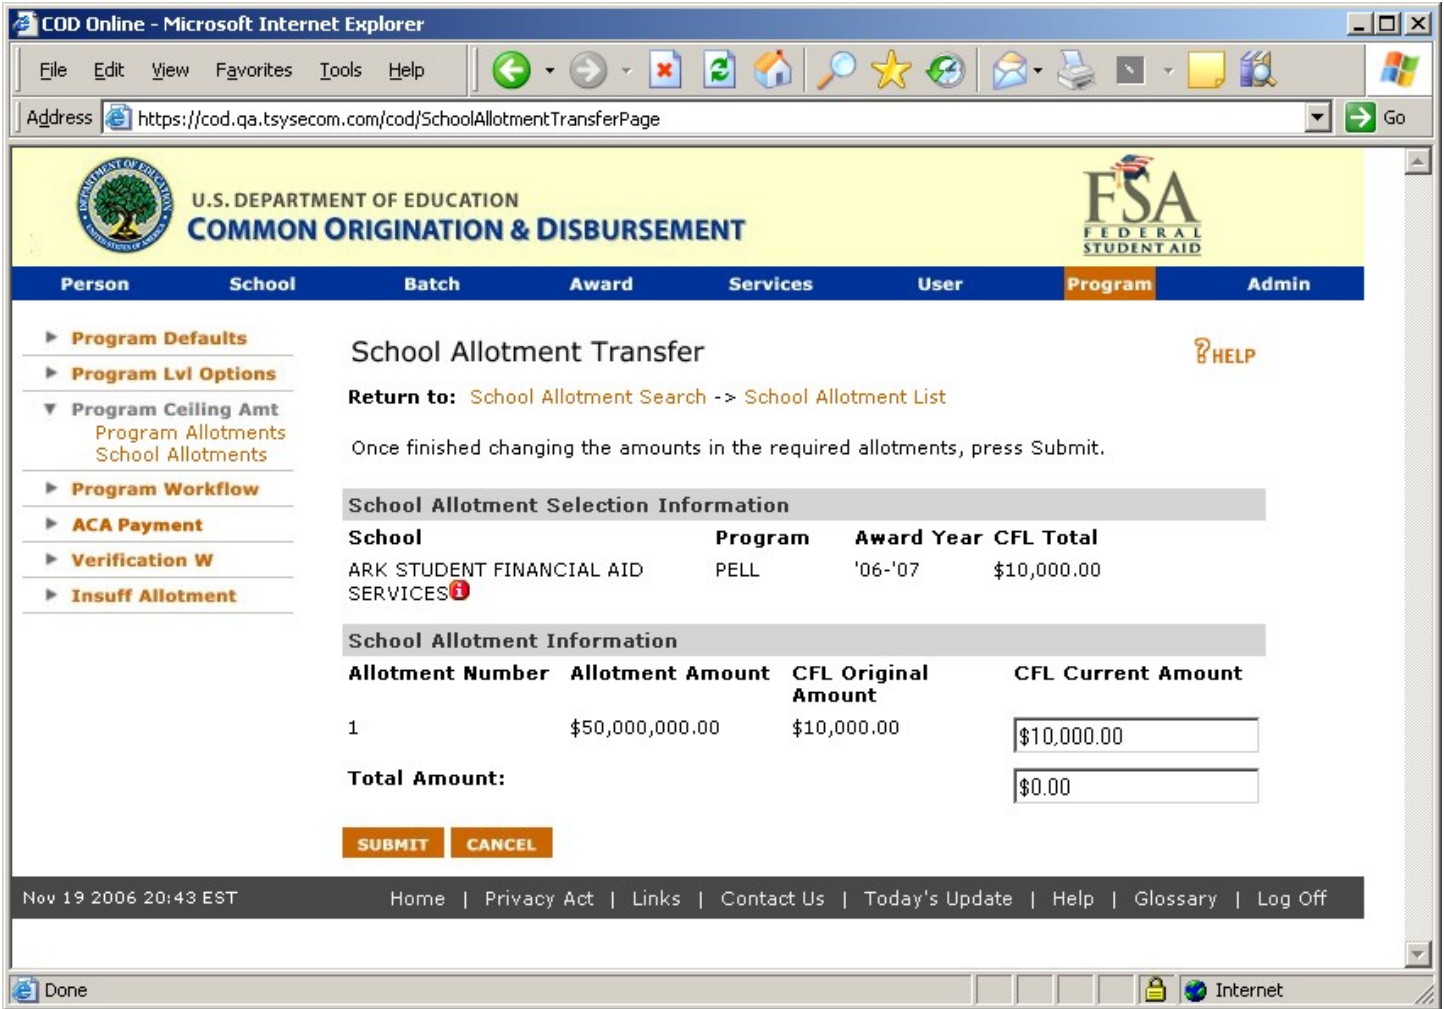 COD Online - Microsoft Internet Explorer
File Edit View Favorites Tools Help
Address https://cod.qa.tsysecom.com/cod/SchoolAllotmentTransferPage Go
U.S. DEPARTMENT OF EDUCATION
COMMON ORIGINATION & DISBURSEMENT
FSA
FEDERAL
STUDENT AID
Person School Batch Award Services User Program Admin
Program Defaults
Program Lvl Options
Program Ceiling Amt
Program Allotments
School Allotments
Program Workflow
ACA Payment
Verification W
Insuff Allotment
School Allotment Transfer
?HELP
Return to: School Allotment Search -> School Allotment List
Once finished changing the amounts in the required allotments, press Submit.
School Allotment Selection Information
School Program Award Year CFL Total
ARK STUDENT FINANCIAL AID PELL '06-'07 $10,000.00
SERVICES
School Allotment Information
Allotment Number Allotment Amount CFL Original CFL Current Amount
Amount
1 $50,000,000.00 $10,000.00 $10,000.00
Total Amount: $0.00
SUBMIT CANCEL
Nov 19 2006 20:43 EST Home | Privacy Act | Links | Contact Us | Today's Update | Help | Glossary | Log Off
Done Internet